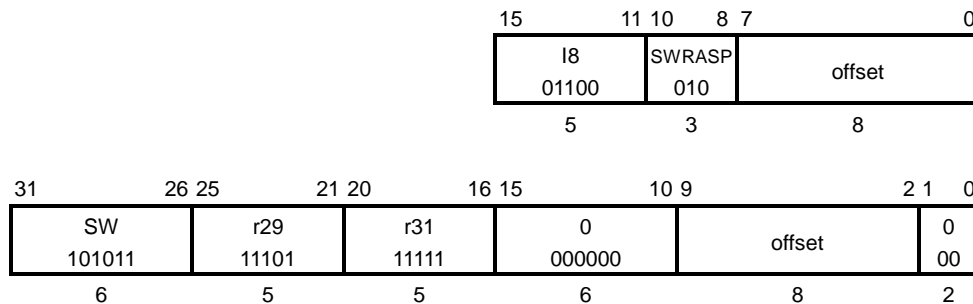 15 11 10 8 7 0
I8 SWRASP offset
01100 010
5 3 8
31 26 25 21 20 16 15 10 9 2 1 0
SW r29 r31 0 offset 0
101011 11101 11111 000000 00
6 5 5 6 8 2